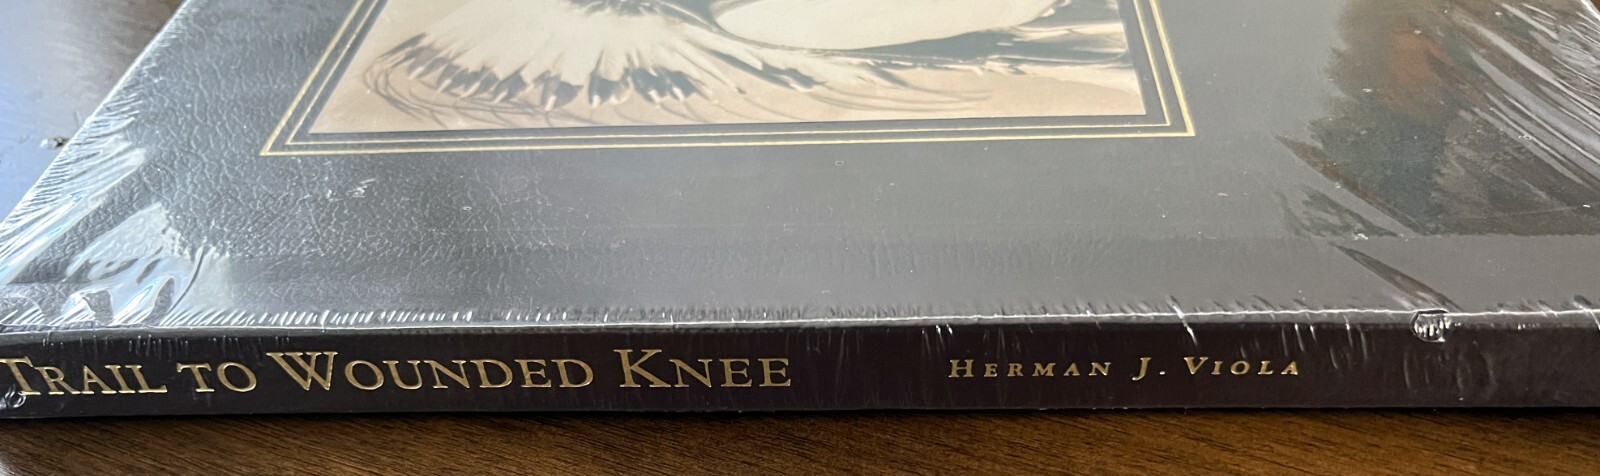 TRAIL TO WOUNDED KNEE HERMAN J. VIOLA